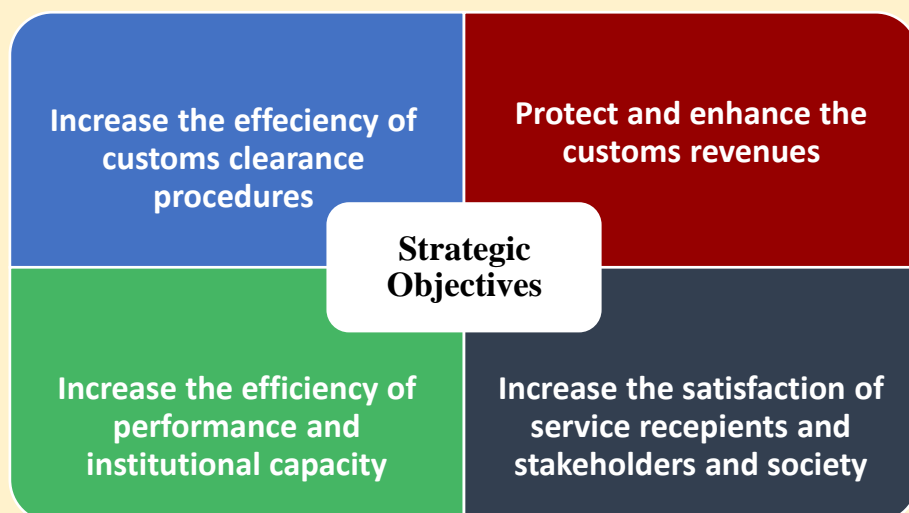 Increase the effeciency of
customs clearance
procedures
Protect and enhance the
customs revenues
Strategic
Objectives
Increase the efficiency of
performance and
institutional capacity
Increase the satisfaction of
service recepients and
stakeholders and society